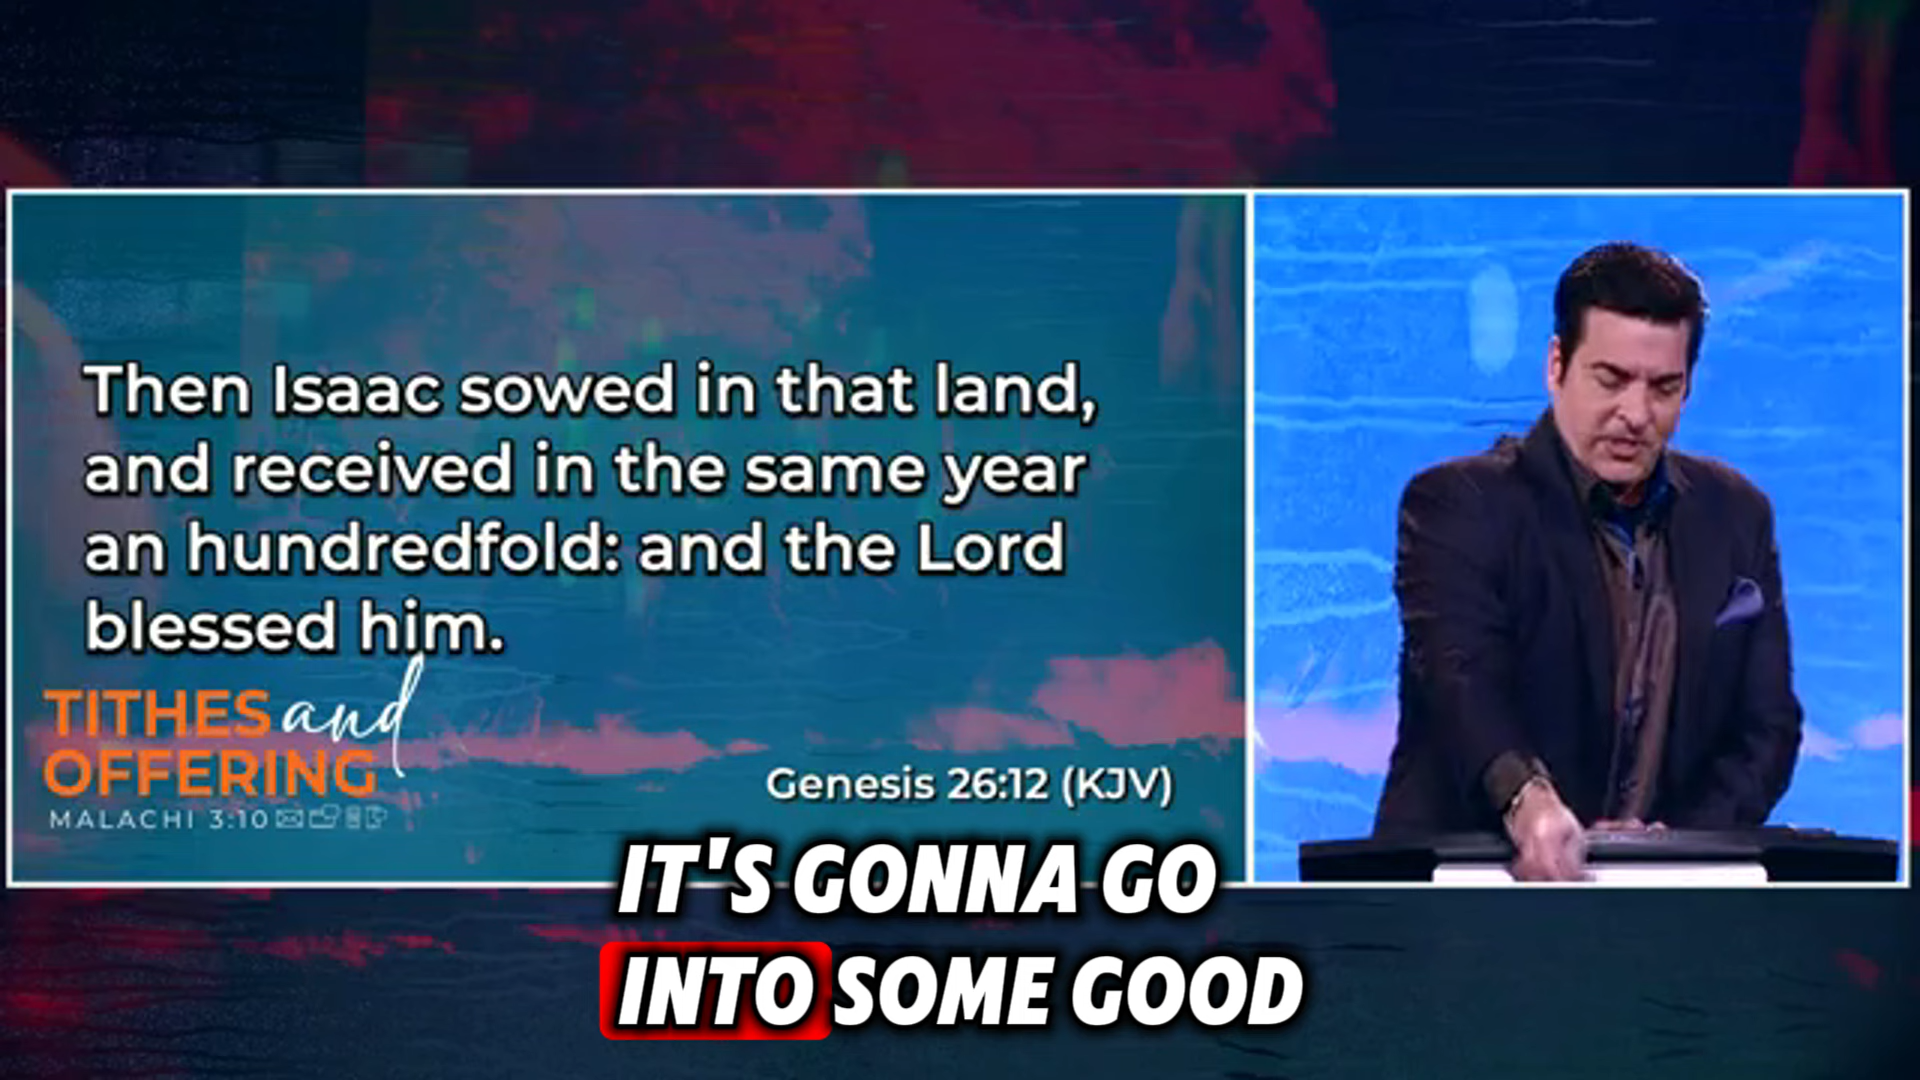 Then Isaac sowed in that land,
and received in the same year
an hundredfold: and the Lord
blessed him.
TITHES and
OFFERING
MALACHI 3:10
Genesis 26:12 (KJV)
IT'S GONNA GO
INTO SOME GOOD